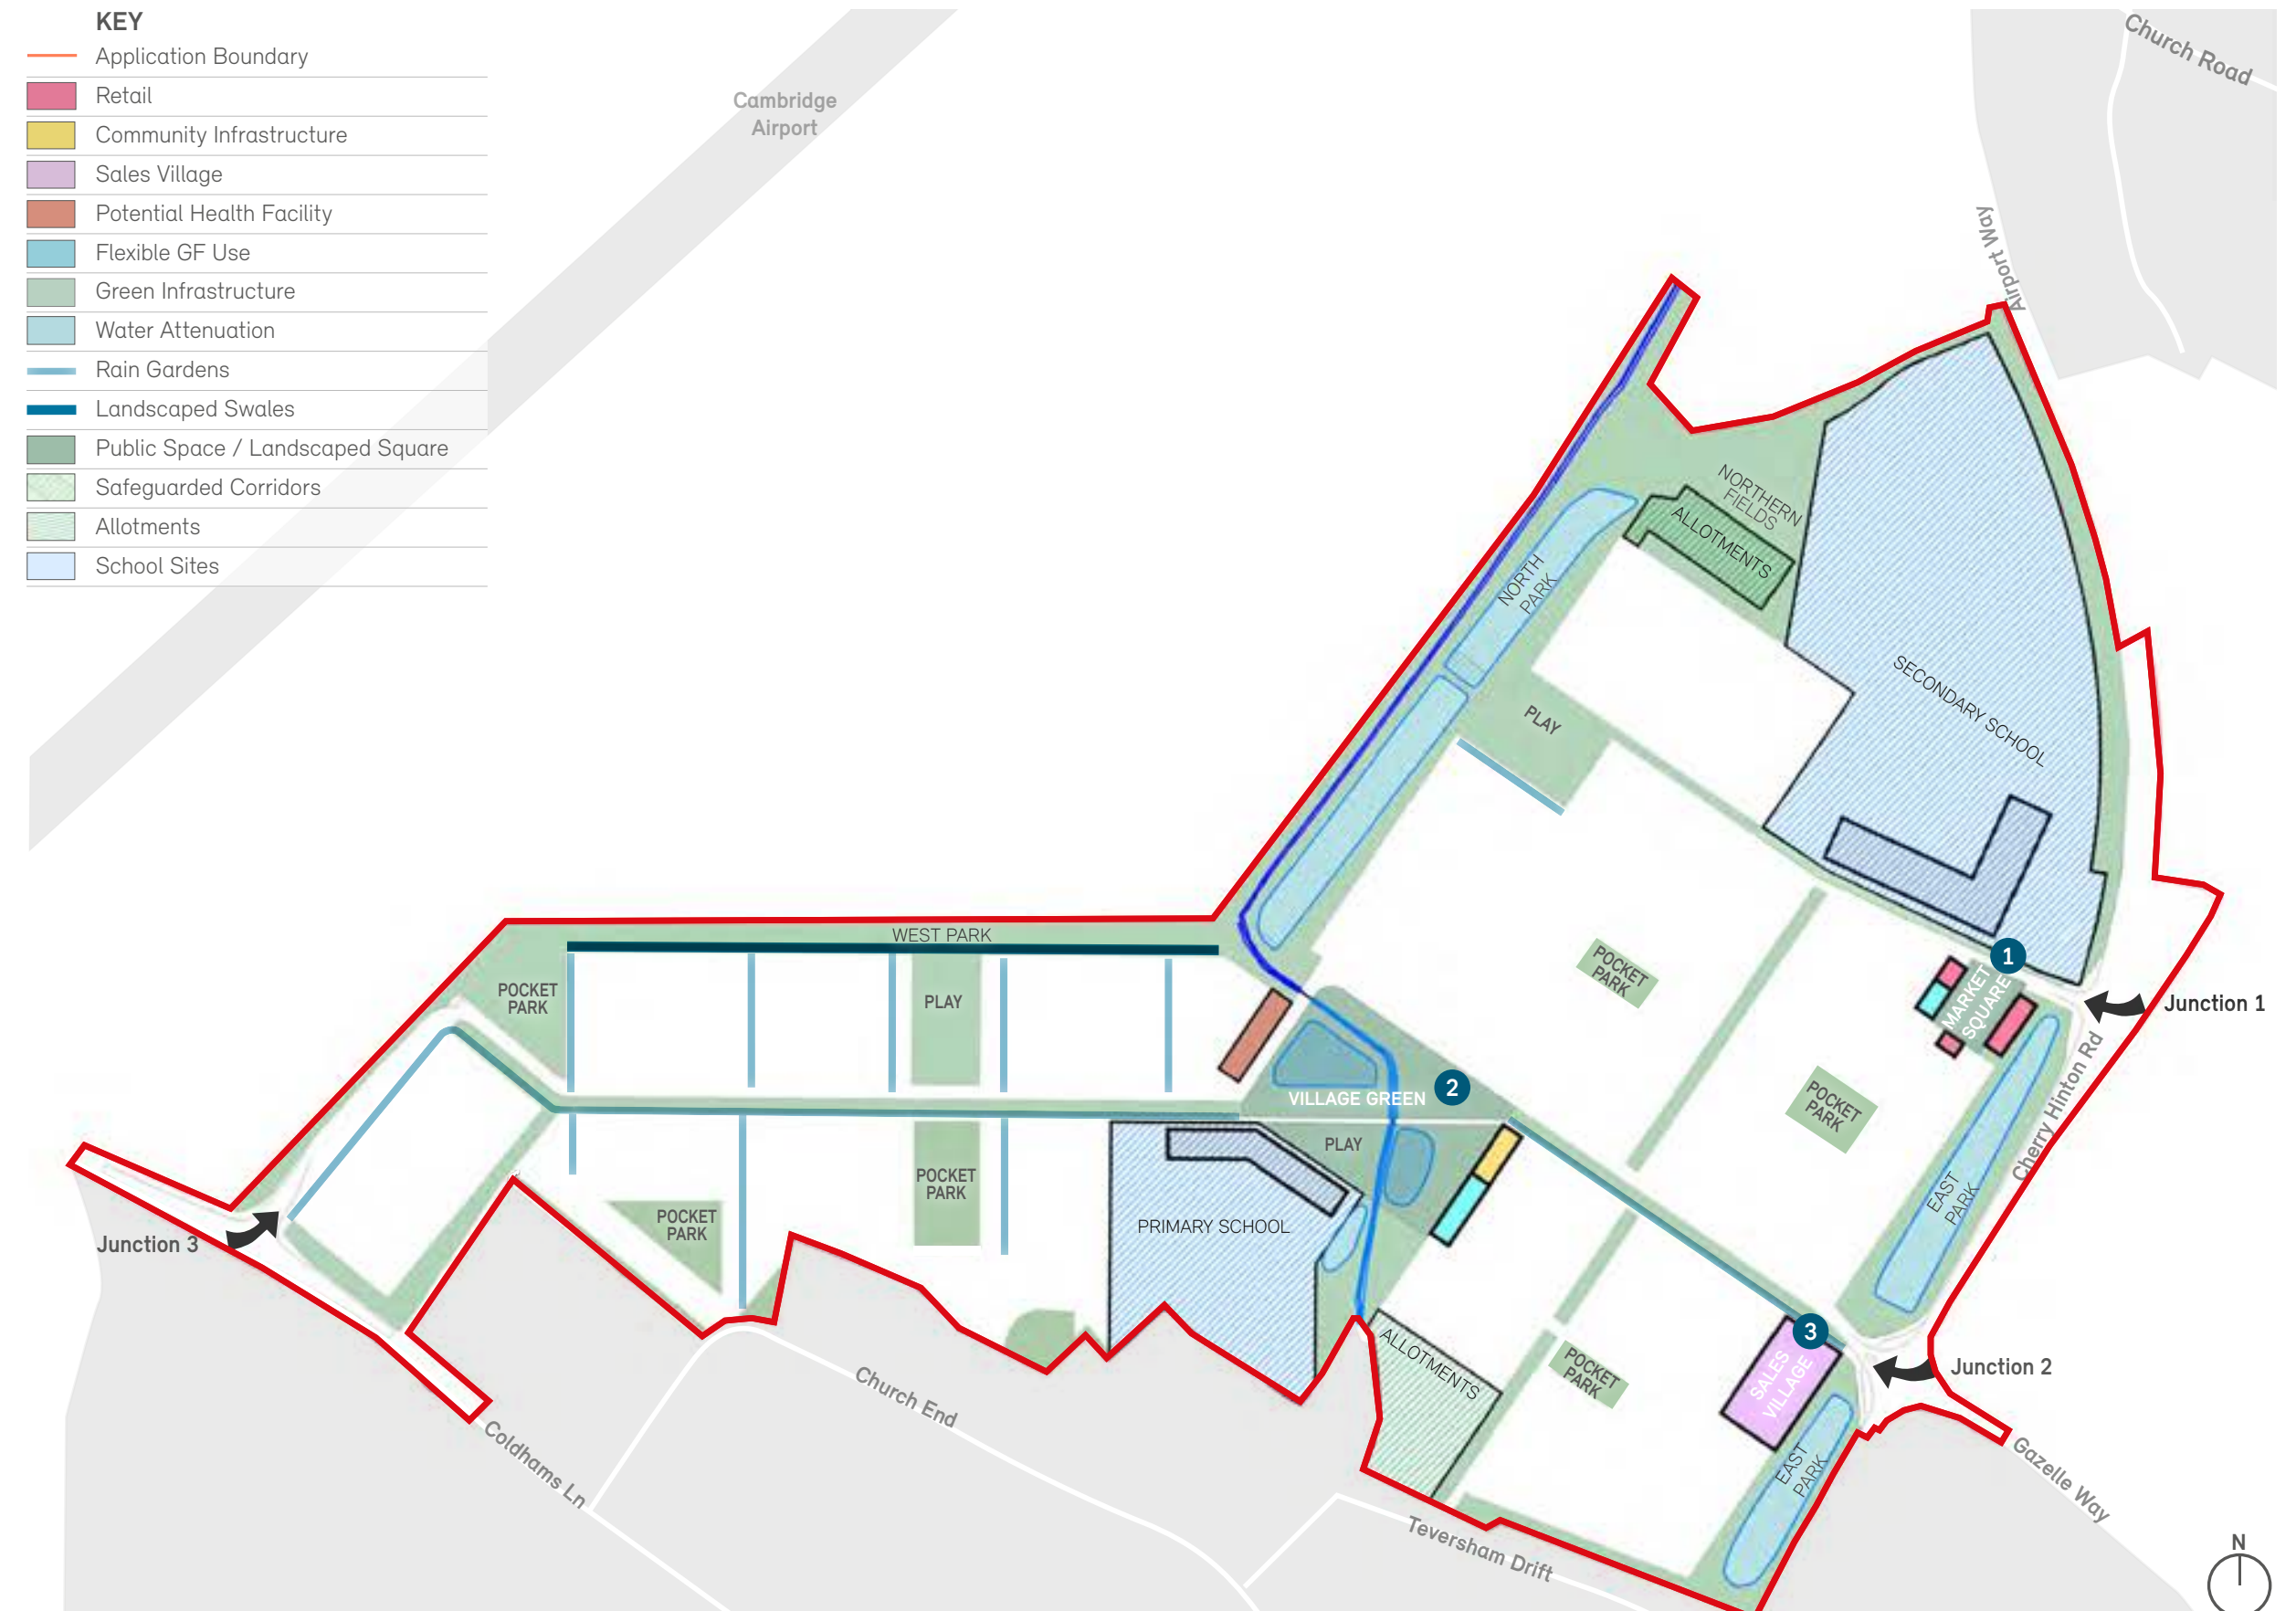 KEY
Application Boundary
Retail
Community Infrastructure
Sales Village
Potential Health Facility
Flexible GF Use
Green Infrastructure
Water Attenuation
Rain Gardens
Landscaped Swales
Public Space / Landscaped Square
Safeguarded Corridors
Allotments
School Sites
Cambridge
Airport
Church Road
Airport Way
NORTHERN
FIELDS
ALLOTMENTS
NORTH
PARK
PLAY
SECONDARY SCHOOL
WEST PARK
POCKET
PARK
PLAY
POCKET
PARK
1
MARKET
SQUARE
Junction 1
Cherry Hinton Rd
VILLAGE GREEN
2
POCKET
PARK
PLAY
EAST
PARK
POCKET
PARK
POCKET
PARK
PRIMARY SCHOOL
Junction 3
3
SALES
VILLAGE
Junction 2
ALLOTMENTS
POCKET
PARK
EAST
PARK
Church End
Coldhams Ln
Teversham Drift
Gazelle Way
N